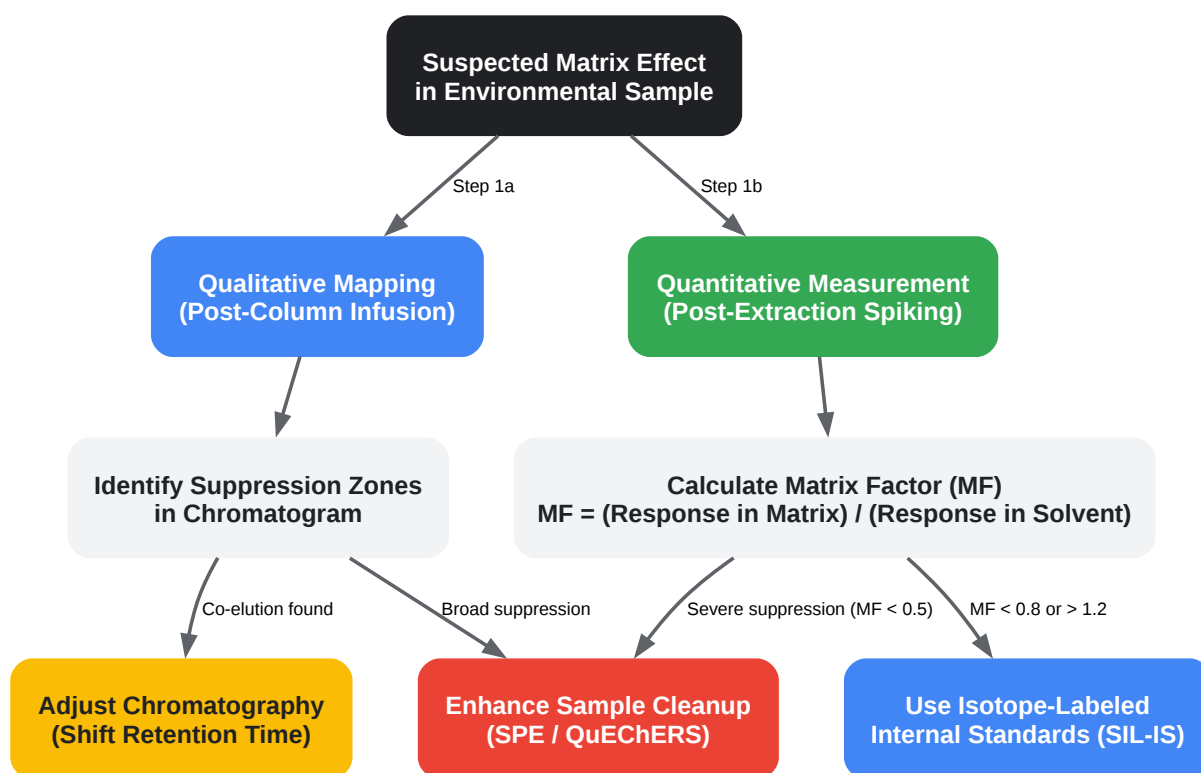 Suspected Matrix Effect
in Environmental Sample
Step 1a
Step 1b
Qualitative Mapping
(Post-Column Infusion)
Quantitative Measurement
(Post-Extraction Spiking)
Identify Suppression Zones
in Chromatogram
Calculate Matrix Factor (MF)
MF = (Response in Matrix) / (Response in Solvent)
Co-elution found
Broad suppression
Severe suppression (MF < 0.5)
MF < 0.8 or > 1.2
Adjust Chromatography
(Shift Retention Time)
Enhance Sample Cleanup
(SPE / QuEChERS)
Use Isotope-Labeled
Internal Standards (SIL-IS)